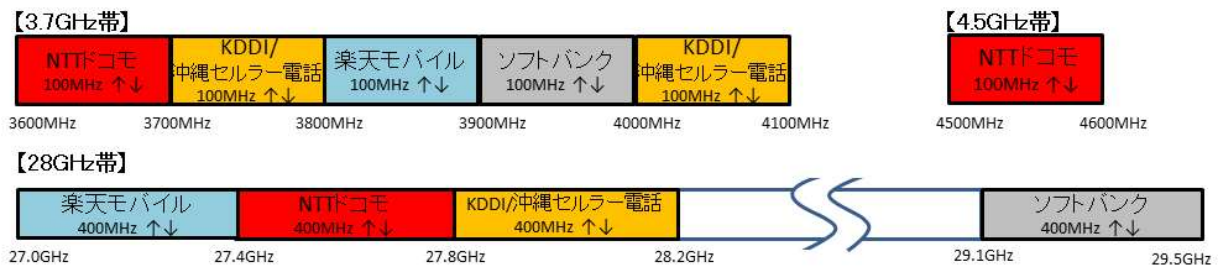 【3.7GHz帯】
【4.5GHz帯】
NTTドコモ
100MHz ↑↓
KDDI/
沖縄セルラー電話
100MHz ↑↓
楽天モバイル
100MHz ↑↓
ソフトバンク
100MHz ↑↓
KDDI/
沖縄セルラー電話
100MHz ↑↓
NTTドコモ
100MHz ↑↓
3600MHz 3700MHz 3800MHz 3900MHz 4000MHz 4100MHz 4500MHz 4600MHz
【28GHz帯】
楽天モバイル
400MHz ↑↓
NTTドコモ
400MHz ↑↓
KDDI/沖縄セルラー電話
400MHz ↑↓
ソフトバンク
400MHz ↑↓
27.0GHz 27.4GHz 27.8GHz 28.2GHz 29.1GHz 29.5GHz